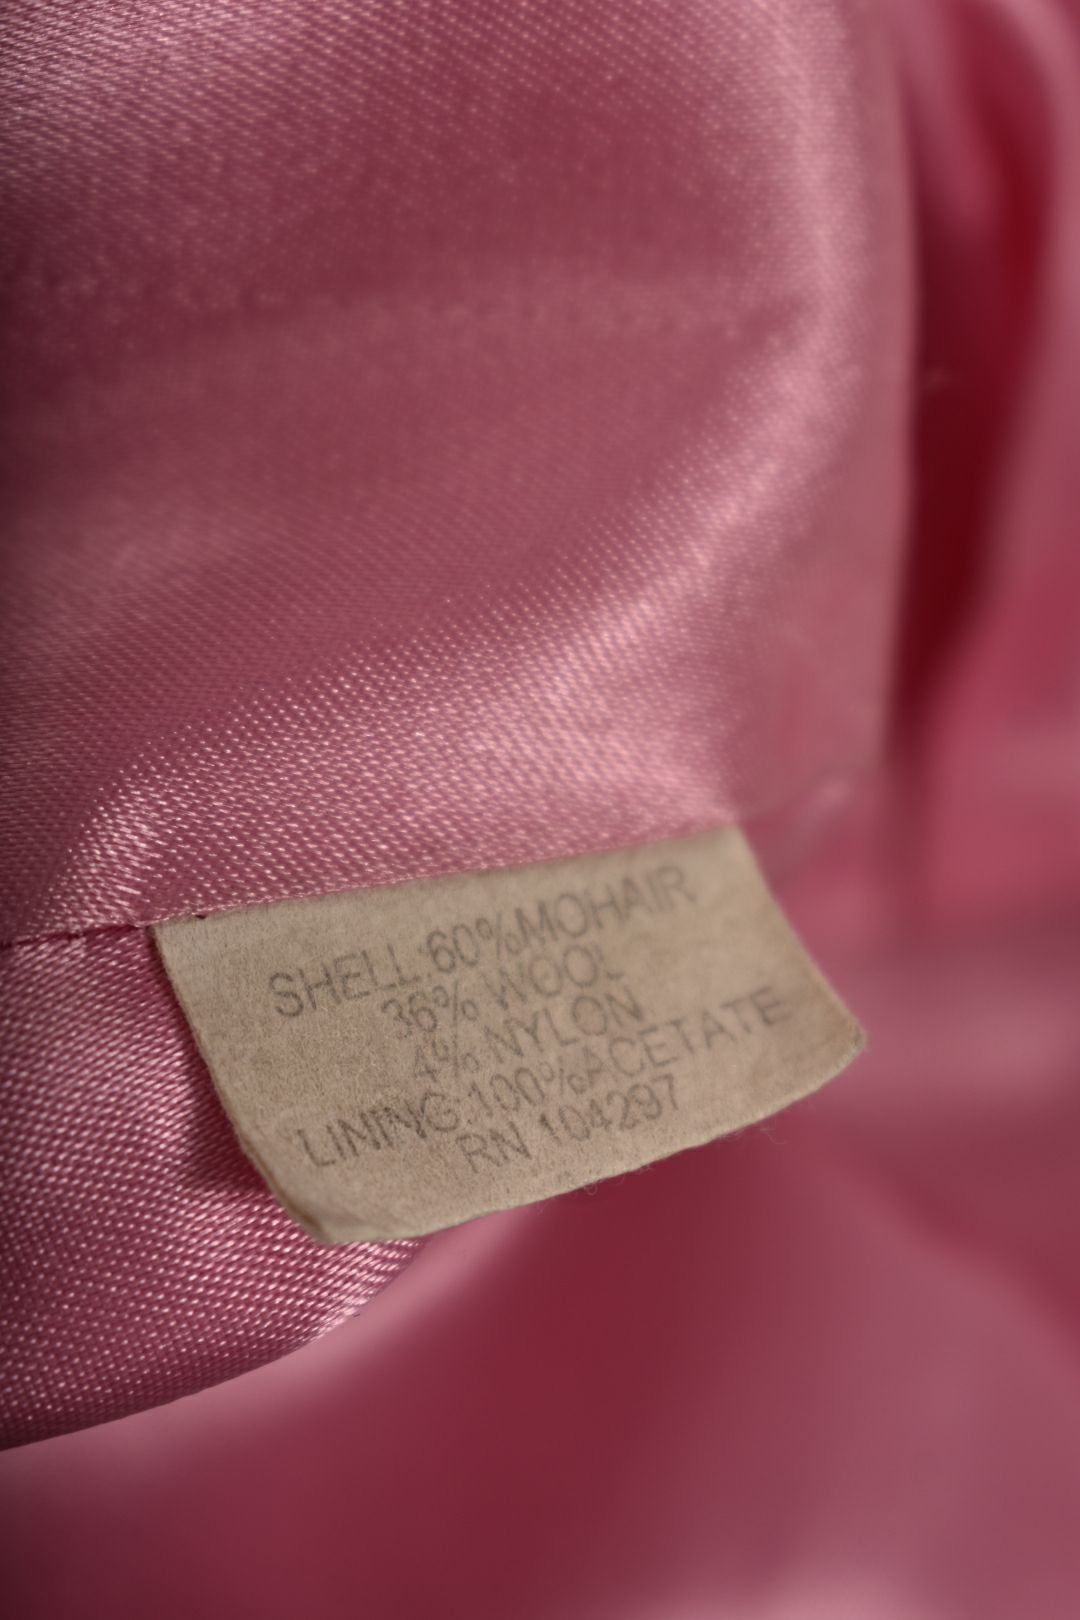 SHELL:60%MOHAIR
36% WOOL
4% NYLON
LINING:100%ACETATE
RN 104297